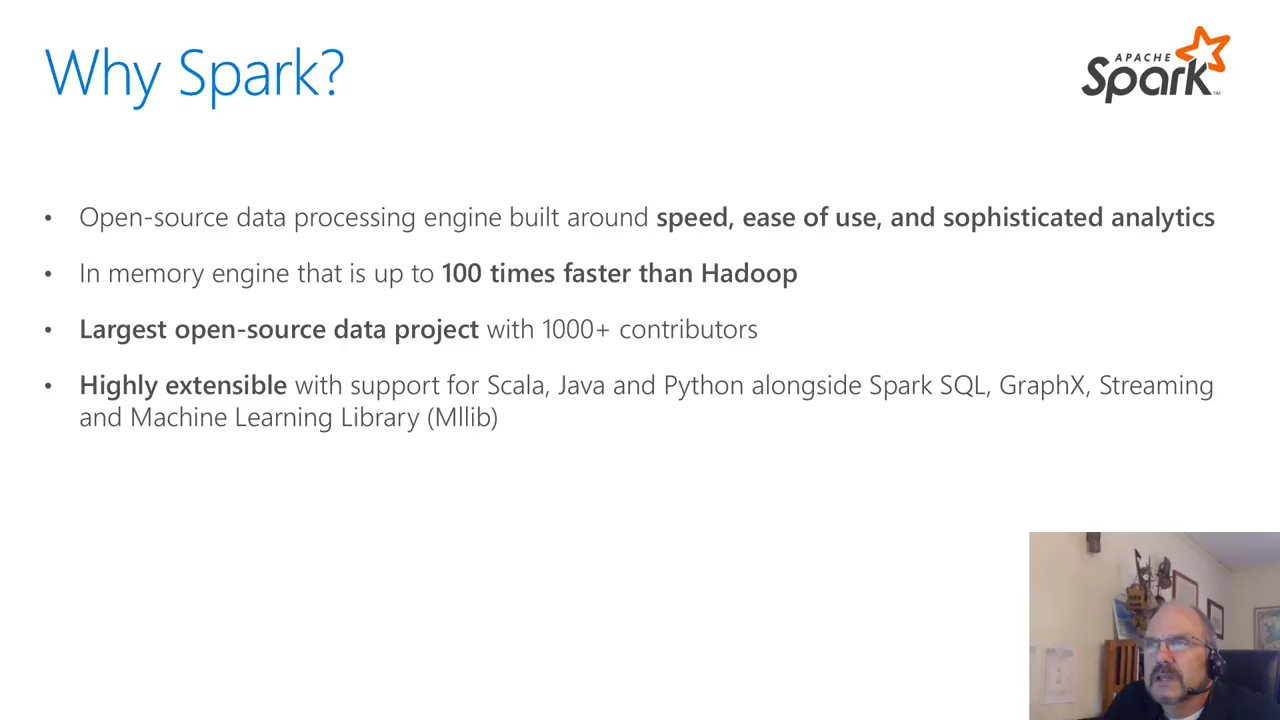 Why Spark?
APACHE
Spark™
• Open-source data processing engine built around speed, ease of use, and sophisticated analytics
• In memory engine that is up to 100 times faster than Hadoop
• Largest open-source data project with 1000+ contributors
• Highly extensible with support for Scala, Java and Python alongside Spark SQL, GraphX, Streaming
and Machine Learning Library (Mllib)